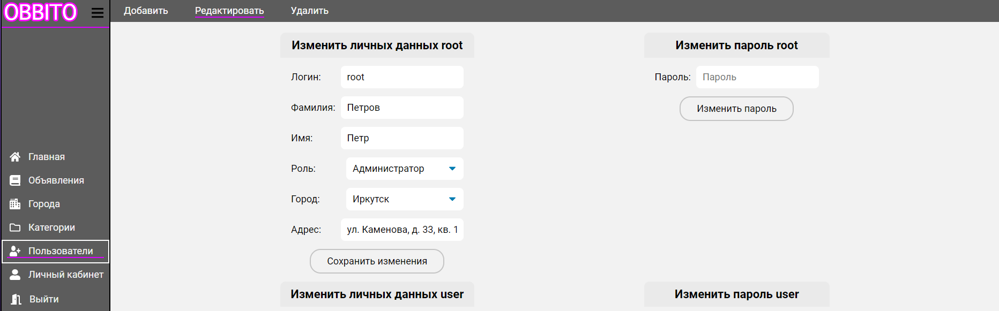 OBBITO
Добавить Редактировать Удалить
Главная
Объявления
Города
Категории
Пользователи
Личный кабинет
Выйти
Изменить личных данных root
Логин: root
Фамилия: Петров
Имя: Петр
Роль: Администратор
Город: Иркутск
Адрес: ул. Каменова, д. 33, кв. 1
Сохранить изменения
Изменить пароль root
Пароль: Пароль
Изменить пароль
Изменить личных данных user
Изменить пароль user